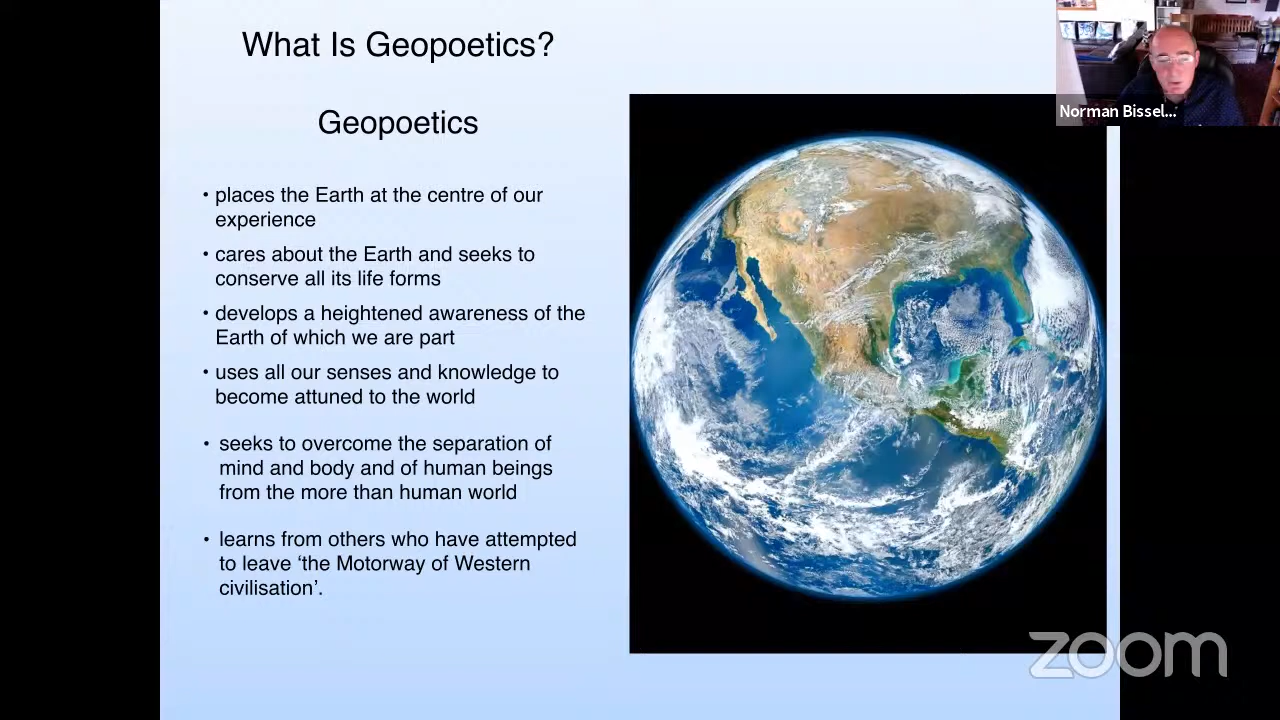 What Is Geopoetics?
Geopoetics
• places the Earth at the centre of our
experience
• cares about the Earth and seeks to
conserve all its life forms
• develops a heightened awareness of the
Earth of which we are part
• uses all our senses and knowledge to
become attuned to the world
• seeks to overcome the separation of
mind and body and of human beings
from the more than human world
• learns from others who have attempted
to leave ‘the Motorway of Western
civilisation’.
Norman Bissel...
zoom